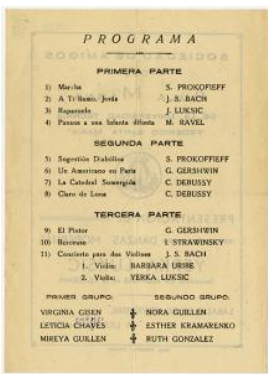 PROGRAMA
PRIMERA PARTE
1) Marcha S. PROKOFIEFF
2) A Ti llamo, Jesús J. S. BACH
3) J. LUKSIC
4) Pavana a una Infanta difunta M. RAVEL
SEGUNDA PARTE
5) Sugestión Diabólica S. PROKOFFIEFF
6) Un Americano en París G. GERSHWIN
7) La Catedral Sumergida C. DEBUSSY
8) Claro de Luna C. DEBUSSY
TERCERA PARTE
9) El Pintor G. GERSHWIN
10) Berceuse I. STRAWINSKY
11) Concierto para dos Violines J. S. BACH
1. Violín: BARBARA URIBE
2. Violín: YERKA LUKSIC
PRIMER GRUPO: SEGUNDO GRUPO:
VIRGINIA GISEN NORA GUILLEN
LETICIA CHAVES ESTHER KRAMARENKO
MIREYA GUILLEN RUTH GONZALEZ